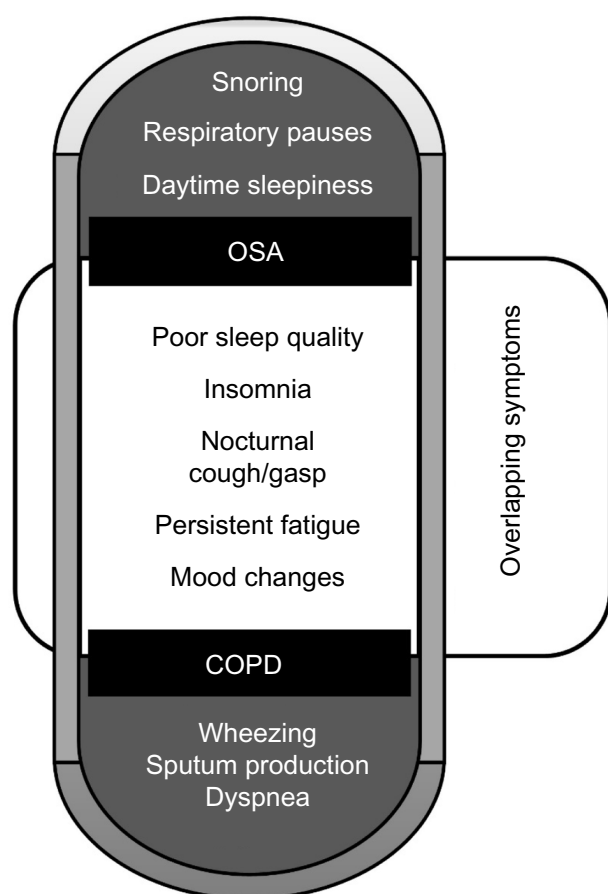 Snoring
Respiratory pauses
Daytime sleepiness
OSA
Poor sleep quality
Insomnia
Nocturnal
cough/gasp
Persistent fatigue
Mood changes
Overlapping symptoms
COPD
Wheezing
Sputum production
Dyspnea